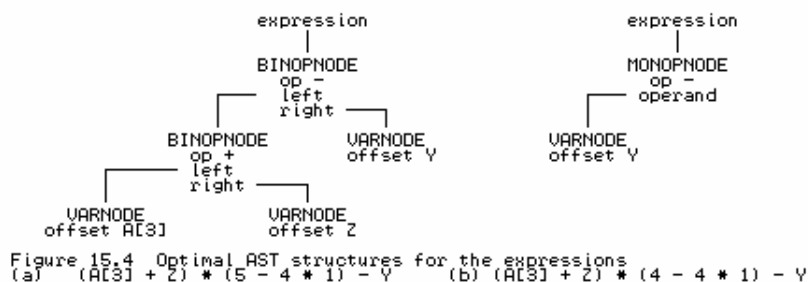 expression expression
BINOPNODE MONOPNODE
op - op -
left operand
right
BINOPNODE VARNODE VARNODE
op + offset Y offset Y
left
right
VARNODE VARNODE
offset A[3] offset Z
Figure 15.4 Optimal AST structures for the expressions
(a) (A[3] + Z) * (5 - 4 * 1) - Y (b) (A[3] + Z) * (4 - 4 * 1) - Y